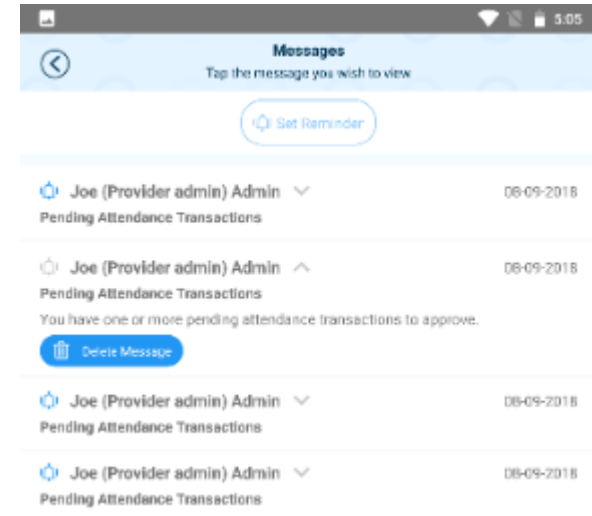 5:05
Messages
Tap the message you wish to view
Set Reminder
Joe (Provider admin) Admin 08-09-2018
Pending Attendance Transactions
Joe (Provider admin) Admin 08-09-2018
Pending Attendance Transactions
You have one or more pending attendance transactions to approve.
Delete Message
Joe (Provider admin) Admin 08-09-2018
Pending Attendance Transactions
Joe (Provider admin) Admin 08-09-2018
Pending Attendance Transactions